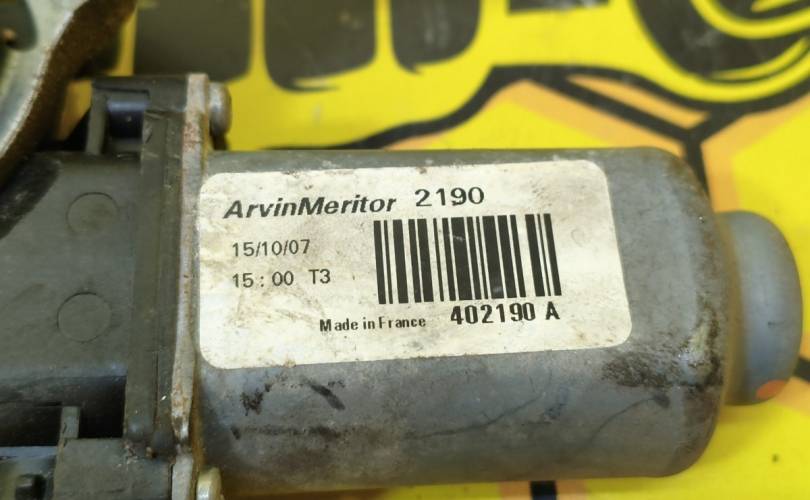 ArvinMeritor 2190
15/10/07
15 : 00 T3
Made in France 402190 A